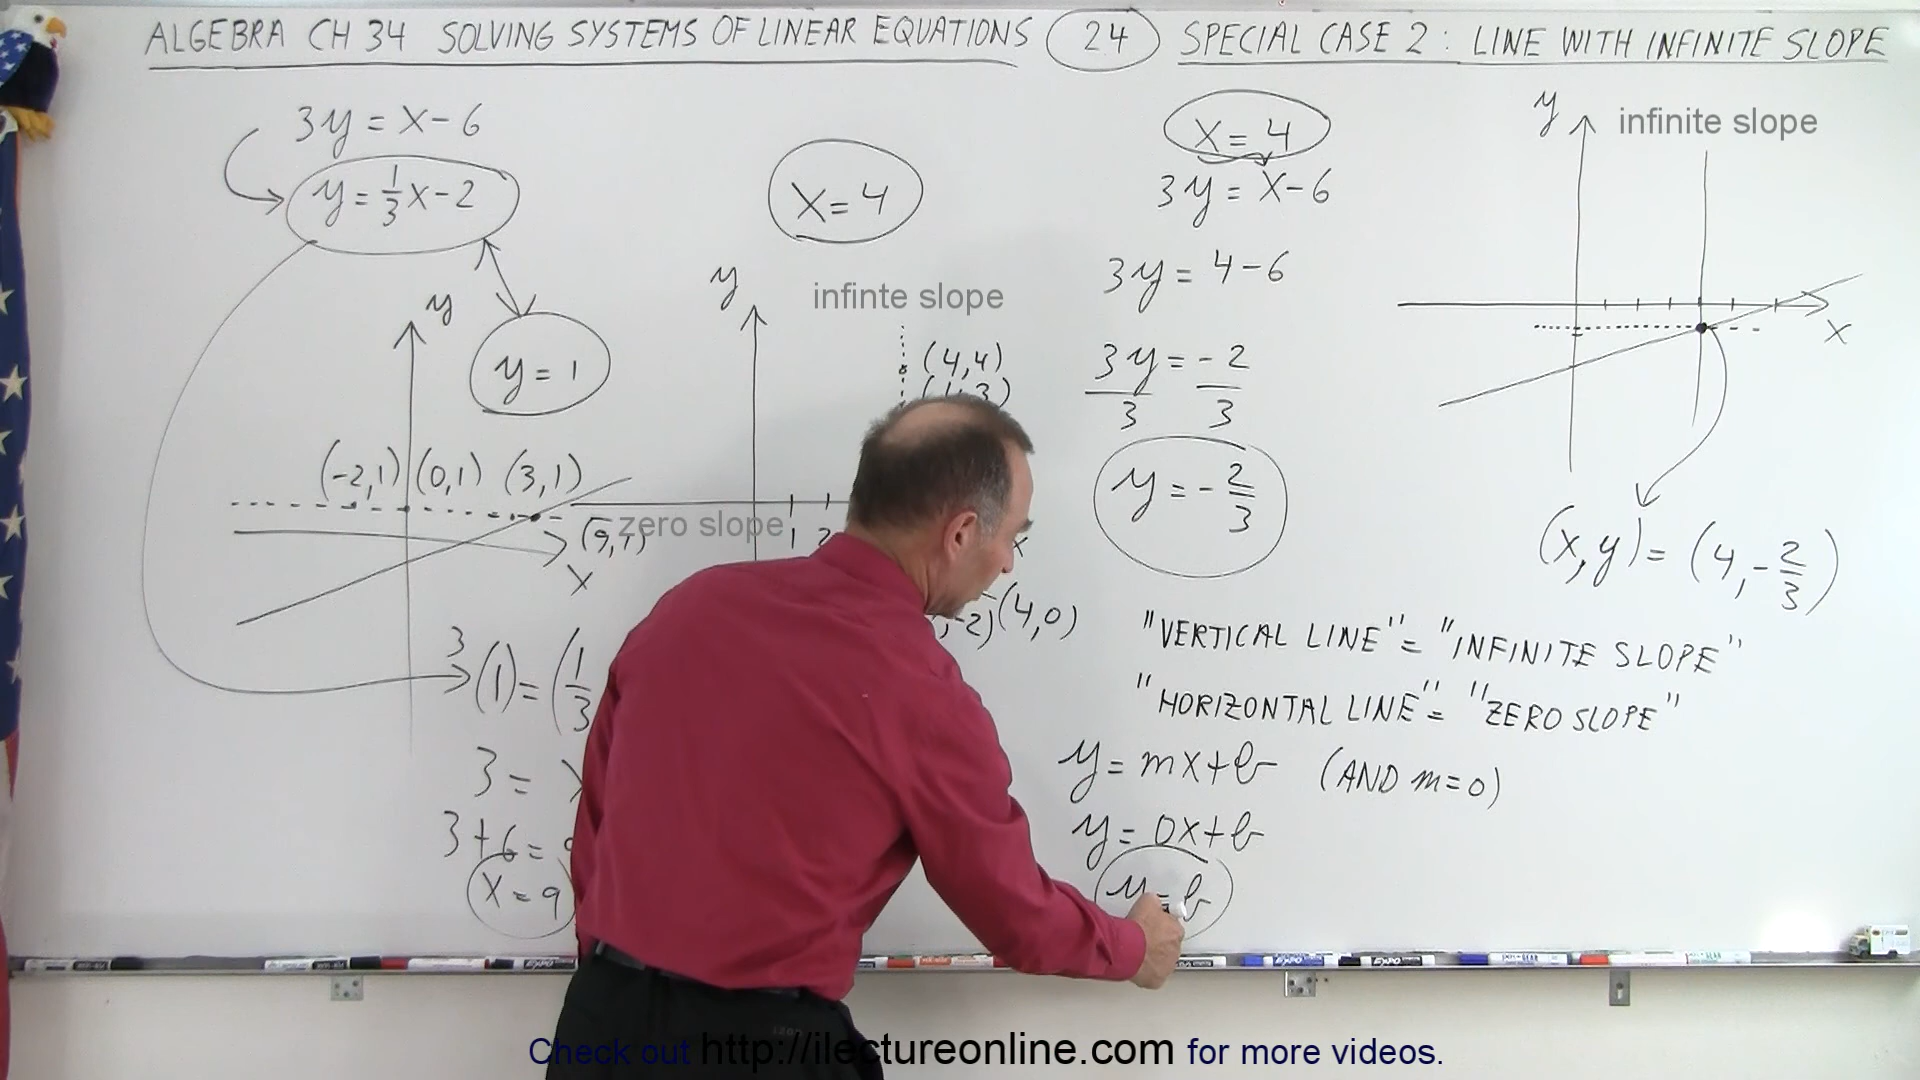 ALGEBRA CH 34 SOLVING SYSTEMS OF LINEAR EQUATIONS 24 SPECIAL CASE 2: LINE WITH INFINITE SLOPE
3y = x - 6
y = 1/3 x - 2
y
y = 1
(-2,1) (0,1) (3,1)
(9,1)
zero slope
x
3(1) = (1/3
3 =
3 + 6 =
x = 9
x = 4
y
infinte slope
(4,4)
1 2
x
(4,0)
x = 4
3y = x - 6
3y = 4 - 6
3y/3 = -2/3
y = -2/3
y
infinite slope
x
(x,y) = (4, -2/3)
"VERTICAL LINE" = "INFINITE SLOPE"
"HORIZONTAL LINE" = "ZERO SLOPE"
y = mx + b (AND m = 0)
y = 0x + b
y = b
Check out http://ilectureonline.com for more videos.